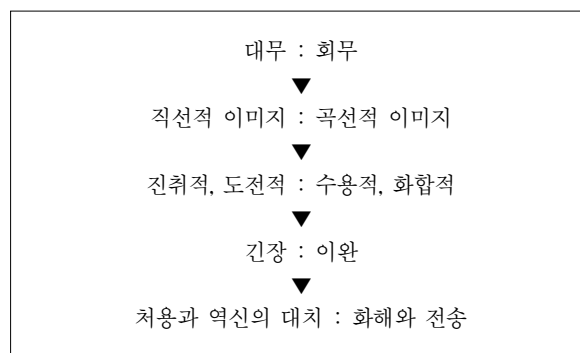 대무 : 회무
▼
직선적 이미지 : 곡선적 이미지
▼
진취적, 도전적 : 수용적, 화합적
▼
긴장 : 이완
▼
처용과 역신의 대치 : 화해와 전송